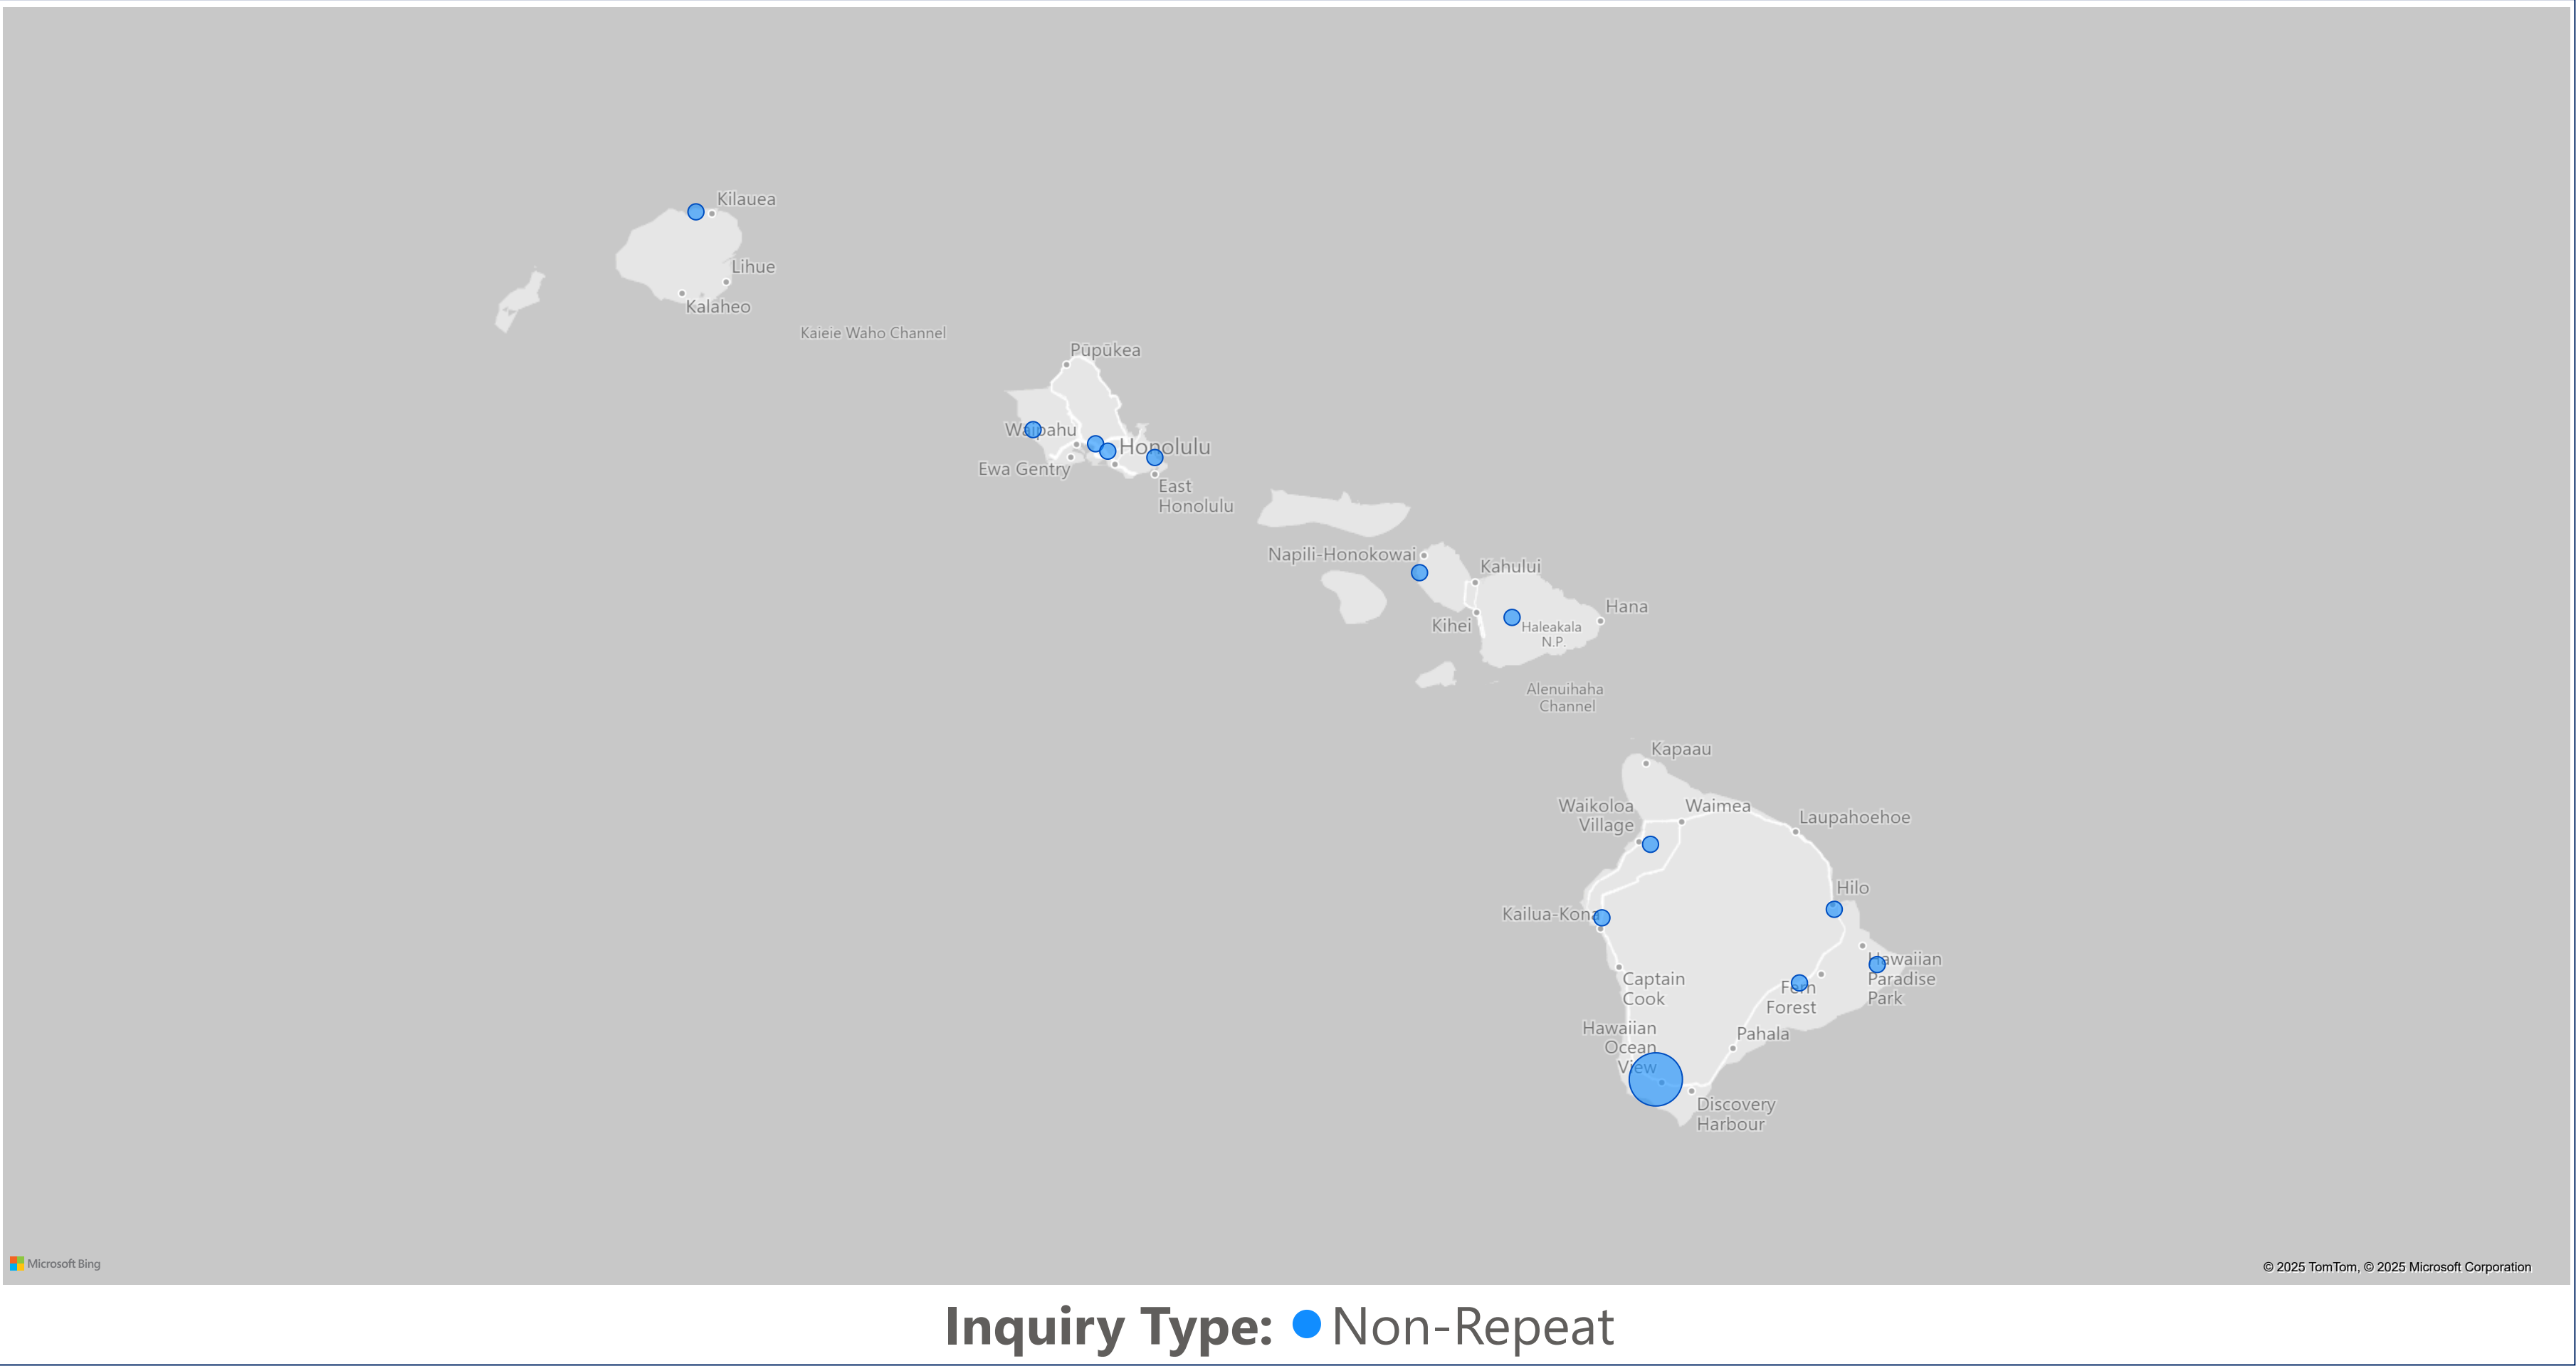 Kilauea
Lihue
Kalaheo
Kaieie Waho Channel
Pūpūkea
Waipahu
Honolulu
Ewa Gentry
East
Honolulu
Napili-Honokowai
Kahului
Hana
Kihei
Haleakala
N.P.
Alenuihaha
Channel
Kapaau
Waikoloa
Village
Waimea
Laupahoehoe
Hilo
Kailua-Kona
Hawaiian
Paradise
Park
Captain
Cook
Fern
Forest
Hawaiian
Ocean
View
Pahala
Discovery
Harbour
Microsoft Bing
© 2025 TomTom, © 2025 Microsoft Corporation
Inquiry Type: Non-Repeat